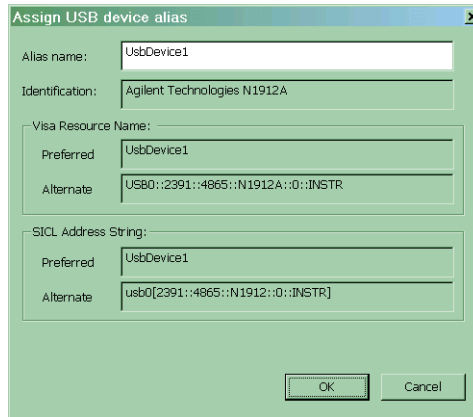 Assign USB device alias
Alias name: UsbDevice1
Identification: Agilent Technologies N1912A
Visa Resource Name:
Preferred UsbDevice1
Alternate USB0::2391::4865::N1912A::0::INSTR
SICL Address String:
Preferred UsbDevice1
Alternate usb0[2391::4865::N1912::0::INSTR]
OK Cancel